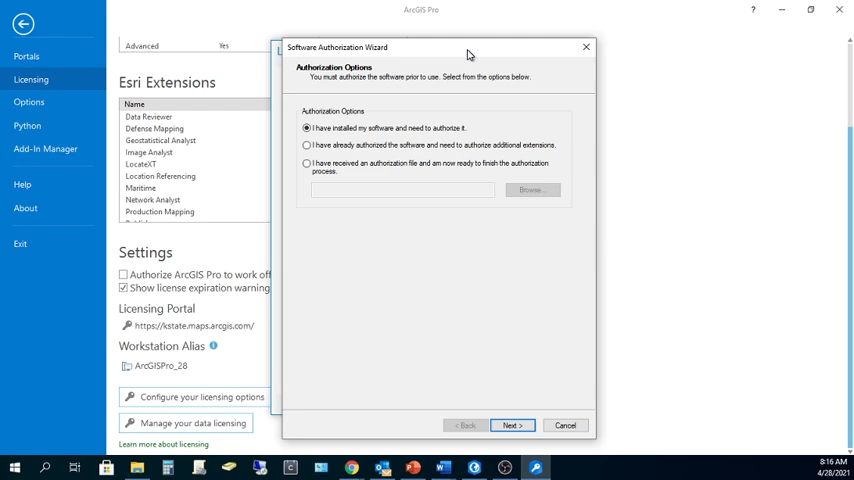 ArcGIS Pro
?
Portals
Licensing
Options
Python
Add-In Manager
Help
About
Exit
Advanced Yes
Esri Extensions
Name
Data Reviewer
Defense Mapping
Geostatistical Analyst
Image Analyst
LocateXT
Location Referencing
Maritime
Network Analyst
Production Mapping
Settings
Authorize ArcGIS Pro to work off
Show license expiration warning
Licensing Portal
https://kstate.maps.arcgis.com/
Workstation Alias
ArcGISPro_28
Configure your licensing options
Manage your data licensing
Learn more about licensing
Software Authorization Wizard
Authorization Options
You must authorize the software prior to use. Select from the options below.
Authorization Options
I have installed my software and need to authorize it.
I have already authorized the software and need to authorize additional extensions.
I have received an authorization file and am now ready to finish the authorization
process.
Browse...
< Back Next > Cancel
8:16 AM
4/28/2021